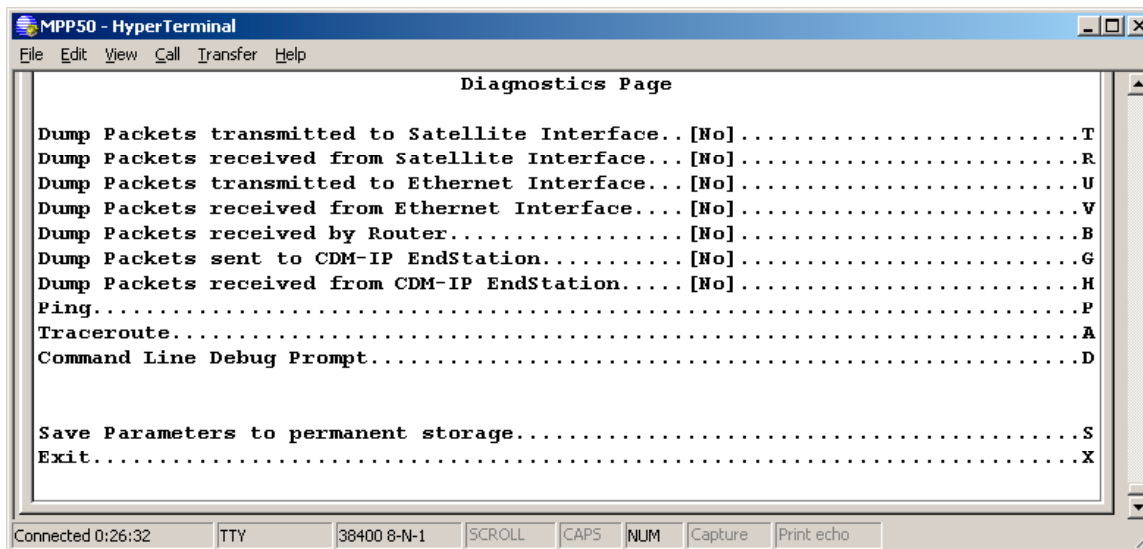 MPP50 - HyperTerminal
File Edit View Call Transfer Help
Diagnostics Page
Dump Packets transmitted to Satellite Interface..[No]..........................T
Dump Packets received from Satellite Interface...[No]..........................R
Dump Packets transmitted to Ethernet Interface...[No]..........................U
Dump Packets received from Ethernet Interface....[No]..........................V
Dump Packets received by Router..................[No]..........................B
Dump Packets sent to CDM-IP EndStation...........[No]..........................G
Dump Packets received from CDM-IP EndStation.....[No]..........................H
Ping...........................................................................P
Traceroute.....................................................................A
Command Line Debug Prompt......................................................D
Save Parameters to permanent storage...........................................S
Exit...........................................................................X
Connected 0:26:32 TTY 38400 8-N-1 SCROLL CAPS NUM Capture Print echo